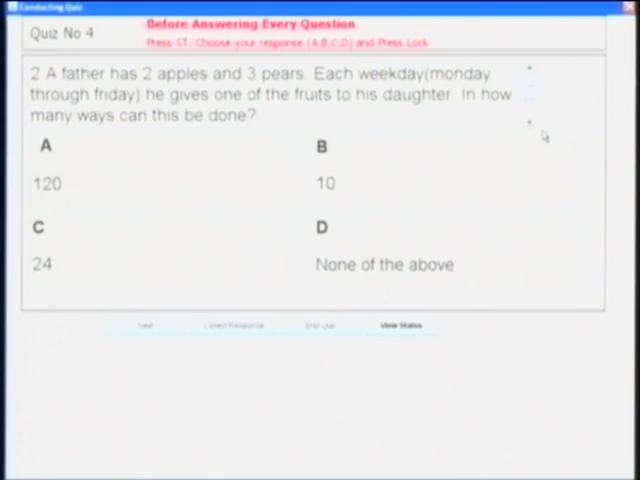 Conducting Quiz
Quiz No 4
Before Answering Every Question
Press ST, Choose your response (A,B,C,D) and Press Lock
2 A father has 2 apples and 3 pears. Each weekday(monday
through friday) he gives one of the fruits to his daughter. In how
many ways can this be done?
A
B
120
10
C
D
24
None of the above
Next
End Quiz
View Status